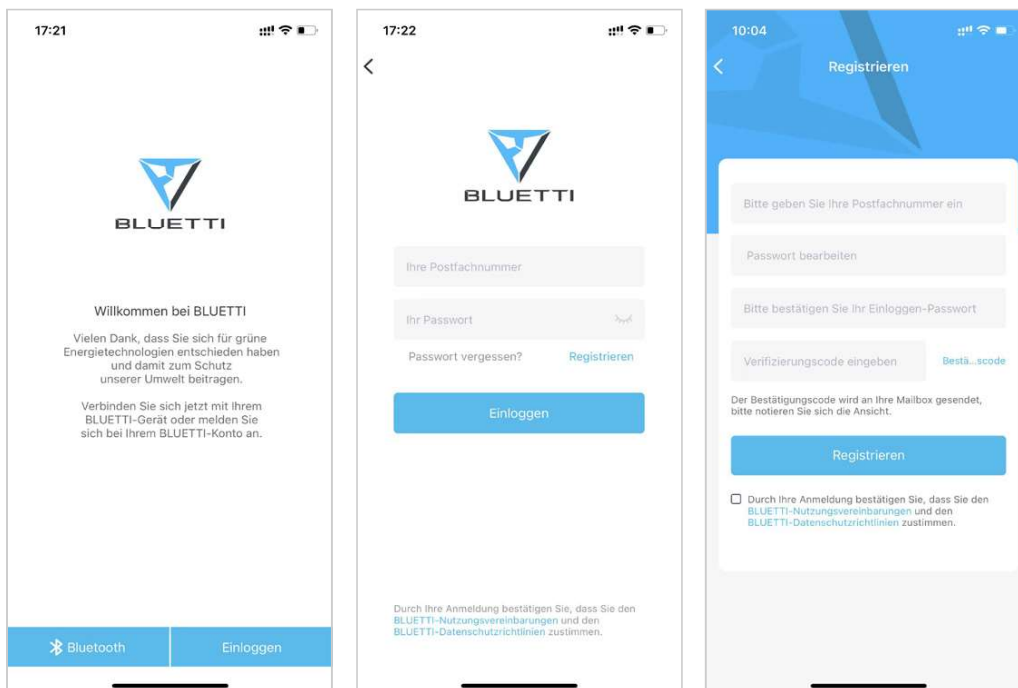 17:21
BLUETTI
Willkommen bei BLUETTI
Vielen Dank, dass Sie sich für grüne
Energietechnologien entschieden haben
und damit zum Schutz
unserer Umwelt beitragen.
Verbinden Sie sich jetzt mit Ihrem
BLUETTI-Gerät oder melden Sie
sich bei Ihrem BLUETTI-Konto an.
Bluetooth
Einloggen
17:22
BLUETTI
Ihre Postfachnummer
Ihr Passwort
Passwort vergessen?
Registrieren
Einloggen
Durch Ihre Anmeldung bestätigen Sie, dass Sie den
BLUETTI-Nutzungsvereinbarungen und den
BLUETTI-Datenschutzrichtlinien zustimmen.
10:04
Registrieren
Bitte geben Sie Ihre Postfachnummer ein
Passwort bearbeiten
Bitte bestätigen Sie Ihr Einloggen-Passwort
Verifizierungscode eingeben
Bestä...scode
Der Bestätigungscode wird an Ihre Mailbox gesendet,
bitte notieren Sie sich die Ansicht.
Registrieren
Durch Ihre Anmeldung bestätigen Sie, dass Sie den
BLUETTI-Nutzungsvereinbarungen und den
BLUETTI-Datenschutzrichtlinien zustimmen.